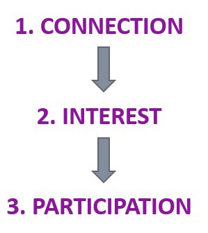 1. CONNECTION
2. INTEREST
3. PARTICIPATION